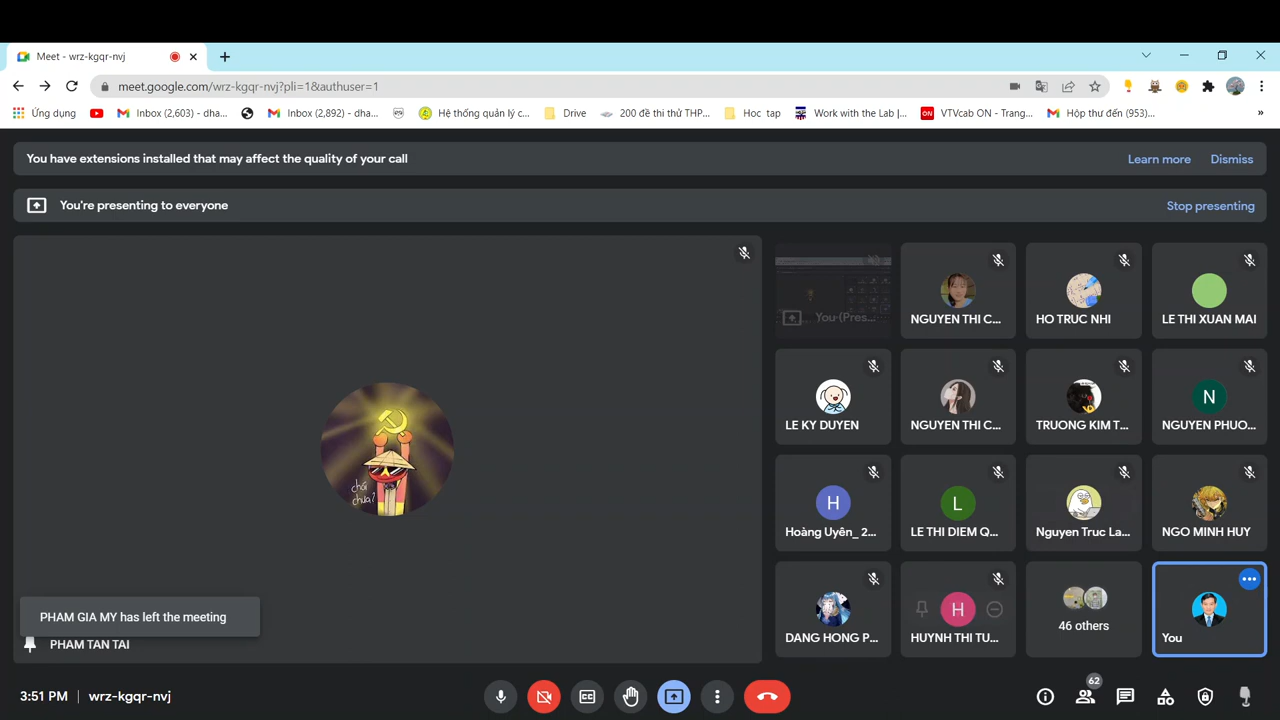 Meet - wrz-kgqr-nvj
meet.google.com/wrz-kgqr-nvj?pli=1&authuser=1
Ứng dụng
Inbox (2,603) - dha...
Inbox (2,892) - dha...
Hệ thống quản lý c...
Drive
200 đề thi thử THP...
Hoc tap
Work with the Lab |...
ON VTVcab ON - Trang...
Hộp thư đến (953)...
»
You have extensions installed that may affect the quality of your call
Learn more
Dismiss
You're presenting to everyone
Stop presenting
You (Pres...
NGUYEN THI C...
HO TRUC NHI
LE THI XUAN MAI
LE KY DUYEN
NGUYEN THI C...
TRUONG KIM T...
N
NGUYEN PHUO...
H
Hoàng Uyên_ 2...
L
LE THI DIEM Q...
Nguyen Truc La...
NGO MINH HUY
DANG HONG P...
H
HUYNH THI TU...
46 others
You
chói
chưa?
PHAM GIA MY has left the meeting
PHAM TAN TAI
3:51 PM | wrz-kgqr-nvj
62